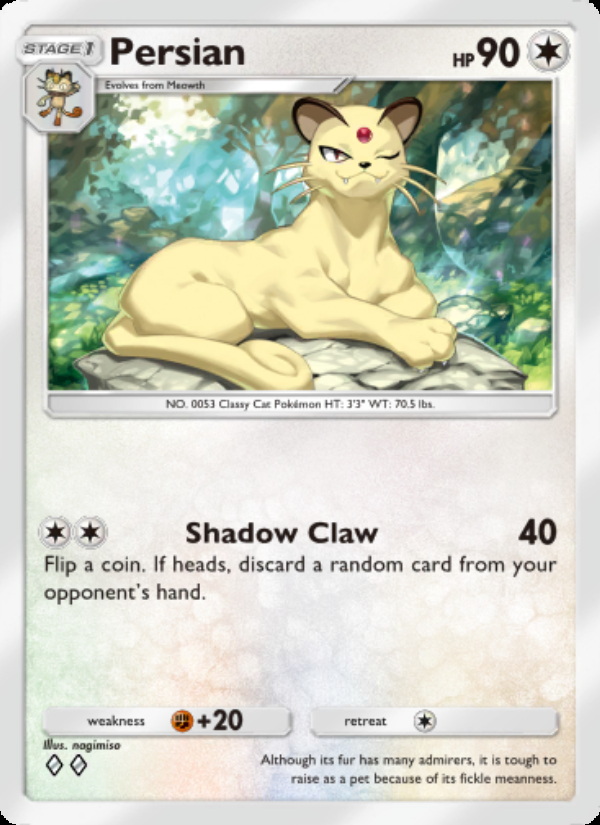 STAGE 1 Persian HP 90
Evolves from Meowth
NO. 0053 Classy Cat Pokémon HT: 3'3" WT: 70.5 lbs.
Shadow Claw 40
Flip a coin. If heads, discard a random card from your
opponent's hand.
weakness +20 retreat
Illus. nagimiso
Although its fur has many admirers, it is tough to
raise as a pet because of its fickle meanness.